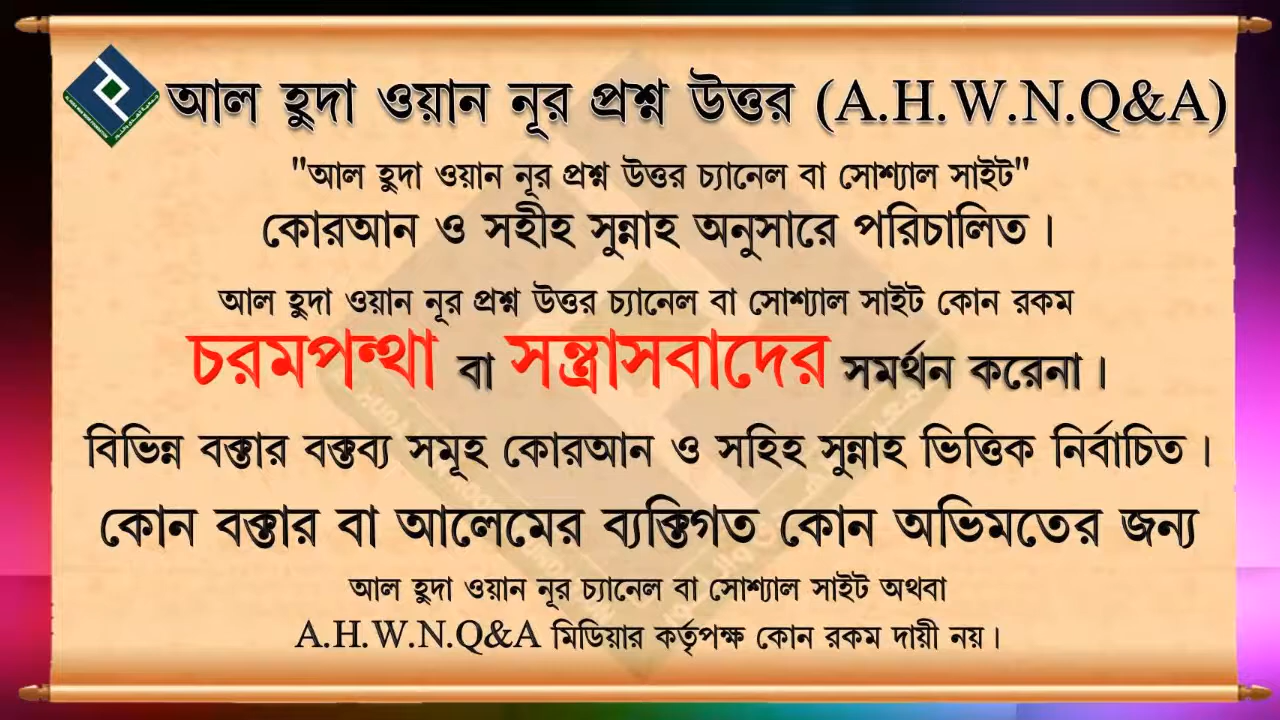 আল হুদা ওয়ান নূর প্রশ্ন উত্তর (A.H.W.N.Q&A)
"আল হুদা ওয়ান নূর প্রশ্ন উত্তর চ্যানেল বা সোশ্যাল সাইট"
কোরআন ও সহীহ সুন্নাহ অনুসারে পরিচালিত।
আল হুদা ওয়ান নূর প্রশ্ন উত্তর চ্যানেল বা সোশ্যাল সাইট কোন রকম
চরমপন্থা বা সন্ত্রাসবাদের সমর্থন করেনা।
বিভিন্ন বক্তার বক্তব্য সমূহ কোরআন ও সহিহ সুন্নাহ ভিত্তিক নির্বাচিত।
কোন বক্তার বা আলেমের ব্যক্তিগত কোন অভিমতের জন্য
আল হুদা ওয়ান নূর চ্যানেল বা সোশ্যাল সাইট অথবা
A.H.W.N.Q&A মিডিয়ার কর্তৃপক্ষ কোন রকম দায়ী নয়।